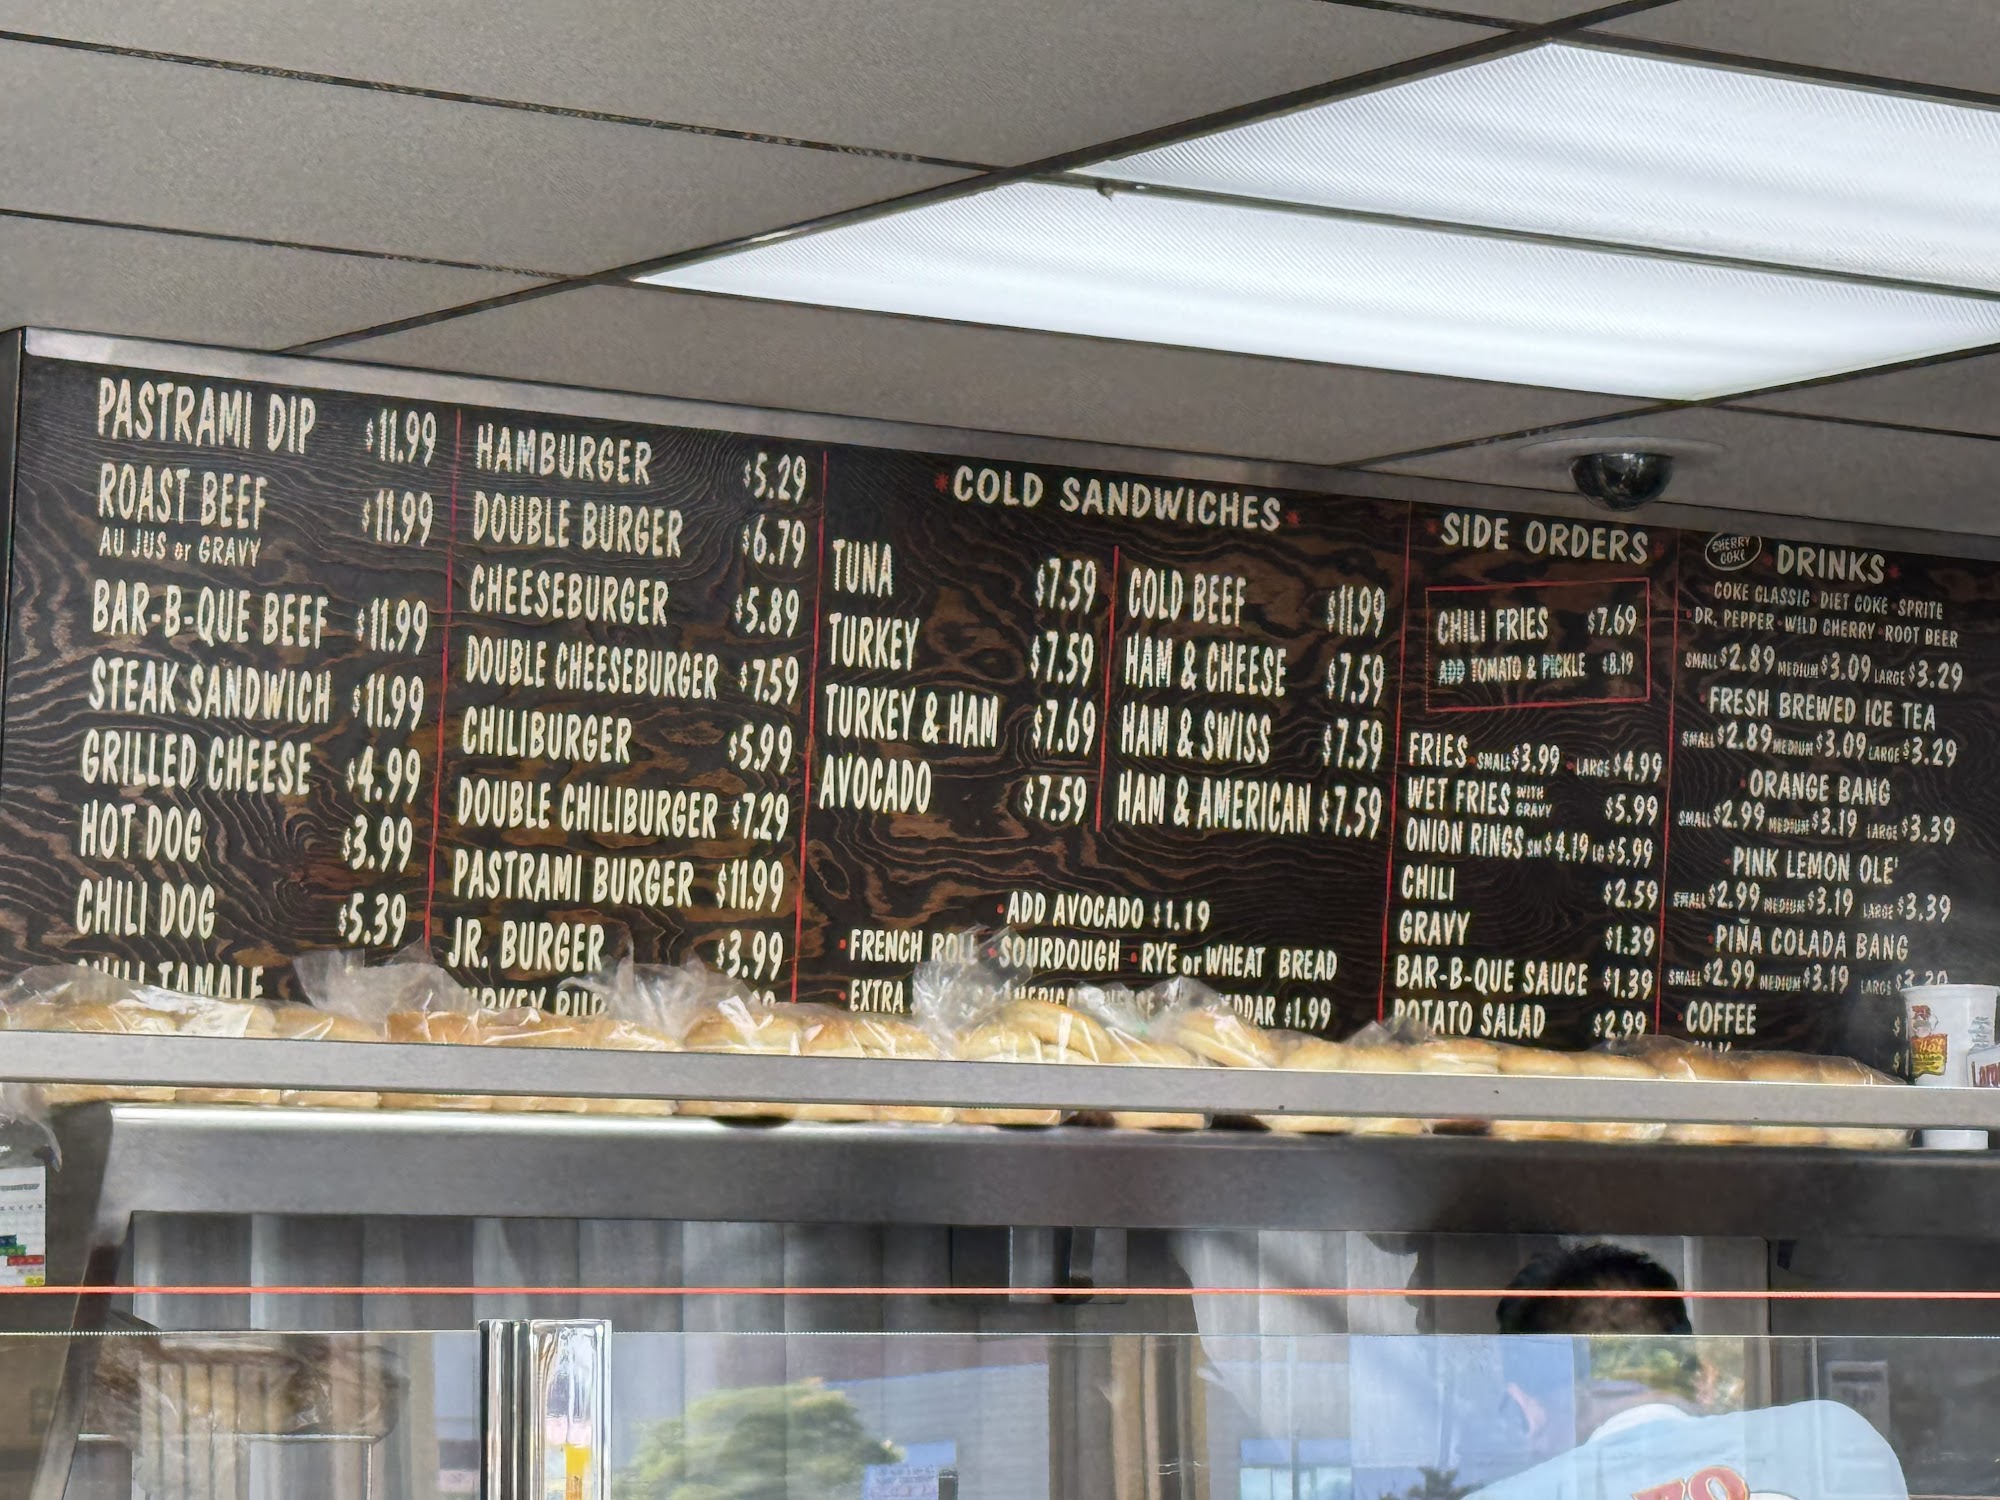 PASTRAMI DIP $11.99
ROAST BEEF $11.99
AU JUS or GRAVY
BAR-B-QUE BEEF $11.99
STEAK SANDWICH $11.99
GRILLED CHEESE $4.99
HOT DOG $3.99
CHILI DOG $5.39
CHILI TAMALE
HAMBURGER $5.29
DOUBLE BURGER $6.79
CHEESEBURGER $5.89
DOUBLE CHEESEBURGER $7.59
CHILIBURGER $5.99
DOUBLE CHILIBURGER $7.29
PASTRAMI BURGER $11.99
JR. BURGER $3.99
*COLD SANDWICHES*
TUNA $7.59
TURKEY $7.59
TURKEY & HAM $7.69
AVOCADO $7.59
COLD BEEF $11.99
HAM & CHEESE $7.59
HAM & SWISS $7.59
HAM & AMERICAN $7.59
•ADD AVOCADO $1.19
•FRENCH ROLL •SOURDOUGH •RYE or WHEAT BREAD
•EXTRA $1.99
*SIDE ORDERS*
CHILI FRIES $7.69
ADD TOMATO & PICKLE $8.19
FRIES SMALL $3.99 LARGE $4.99
WET FRIES WITH GRAVY $5.99
ONION RINGS SM $4.19 LG $5.99
CHILI $2.59
GRAVY $1.39
BAR-B-QUE SAUCE $1.39
POTATO SALAD $2.99
CHERRY COKE
*DRINKS*
COKE CLASSIC • DIET COKE • SPRITE
•DR. PEPPER • WILD CHERRY • ROOT BEER
SMALL $2.89 MEDIUM $3.09 LARGE $3.29
•FRESH BREWED ICE TEA
SMALL $2.89 MEDIUM $3.09 LARGE $3.29
•ORANGE BANG
SMALL $2.99 MEDIUM $3.19 LARGE $3.39
•PINK LEMON OLE'
SMALL $2.99 MEDIUM $3.19 LARGE $3.39
•PIÑA COLADA BANG
SMALL $2.99 MEDIUM $3.19 LARGE
•COFFEE